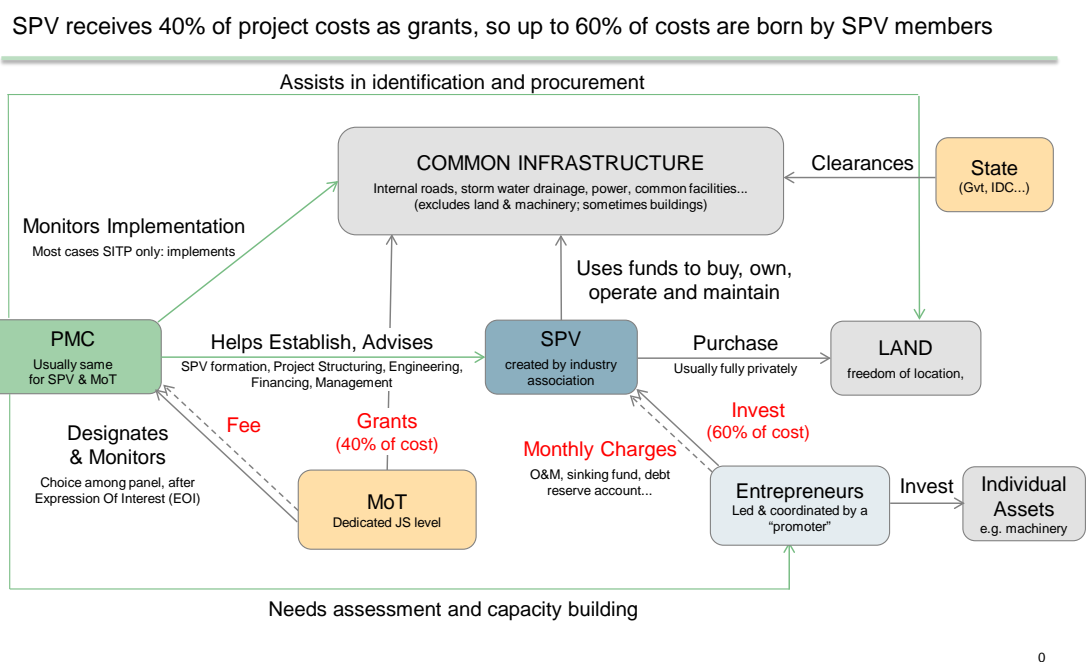 SPV receives 40% of project costs as grants, so up to 60% of costs are born by SPV members
Assists in identification and procurement
COMMON INFRASTRUCTURE
Internal roads, storm water drainage, power, common facilities...
(excludes land & machinery; sometimes buildings)
Clearances
State
(Gvt, IDC...)
Monitors Implementation
Most cases SITP only: implements
Uses funds to buy, own,
operate and maintain
PMC
Usually same
for SPV & MoT
Helps Establish, Advises
SPV formation, Project Structuring, Engineering,
Financing, Management
SPV
created by industry
association
Purchase
Usually fully privately
LAND
freedom of location,
Designates
& Monitors
Choice among panel, after
Expression Of Interest (EOI)
Fee
Grants
(40% of cost)
Monthly Charges
O&M, sinking fund, debt
reserve account...
Invest
(60% of cost)
MoT
Dedicated JS level
Entrepreneurs
Led & coordinated by a
“promoter”
Invest
Individual
Assets
e.g. machinery
Needs assessment and capacity building
0